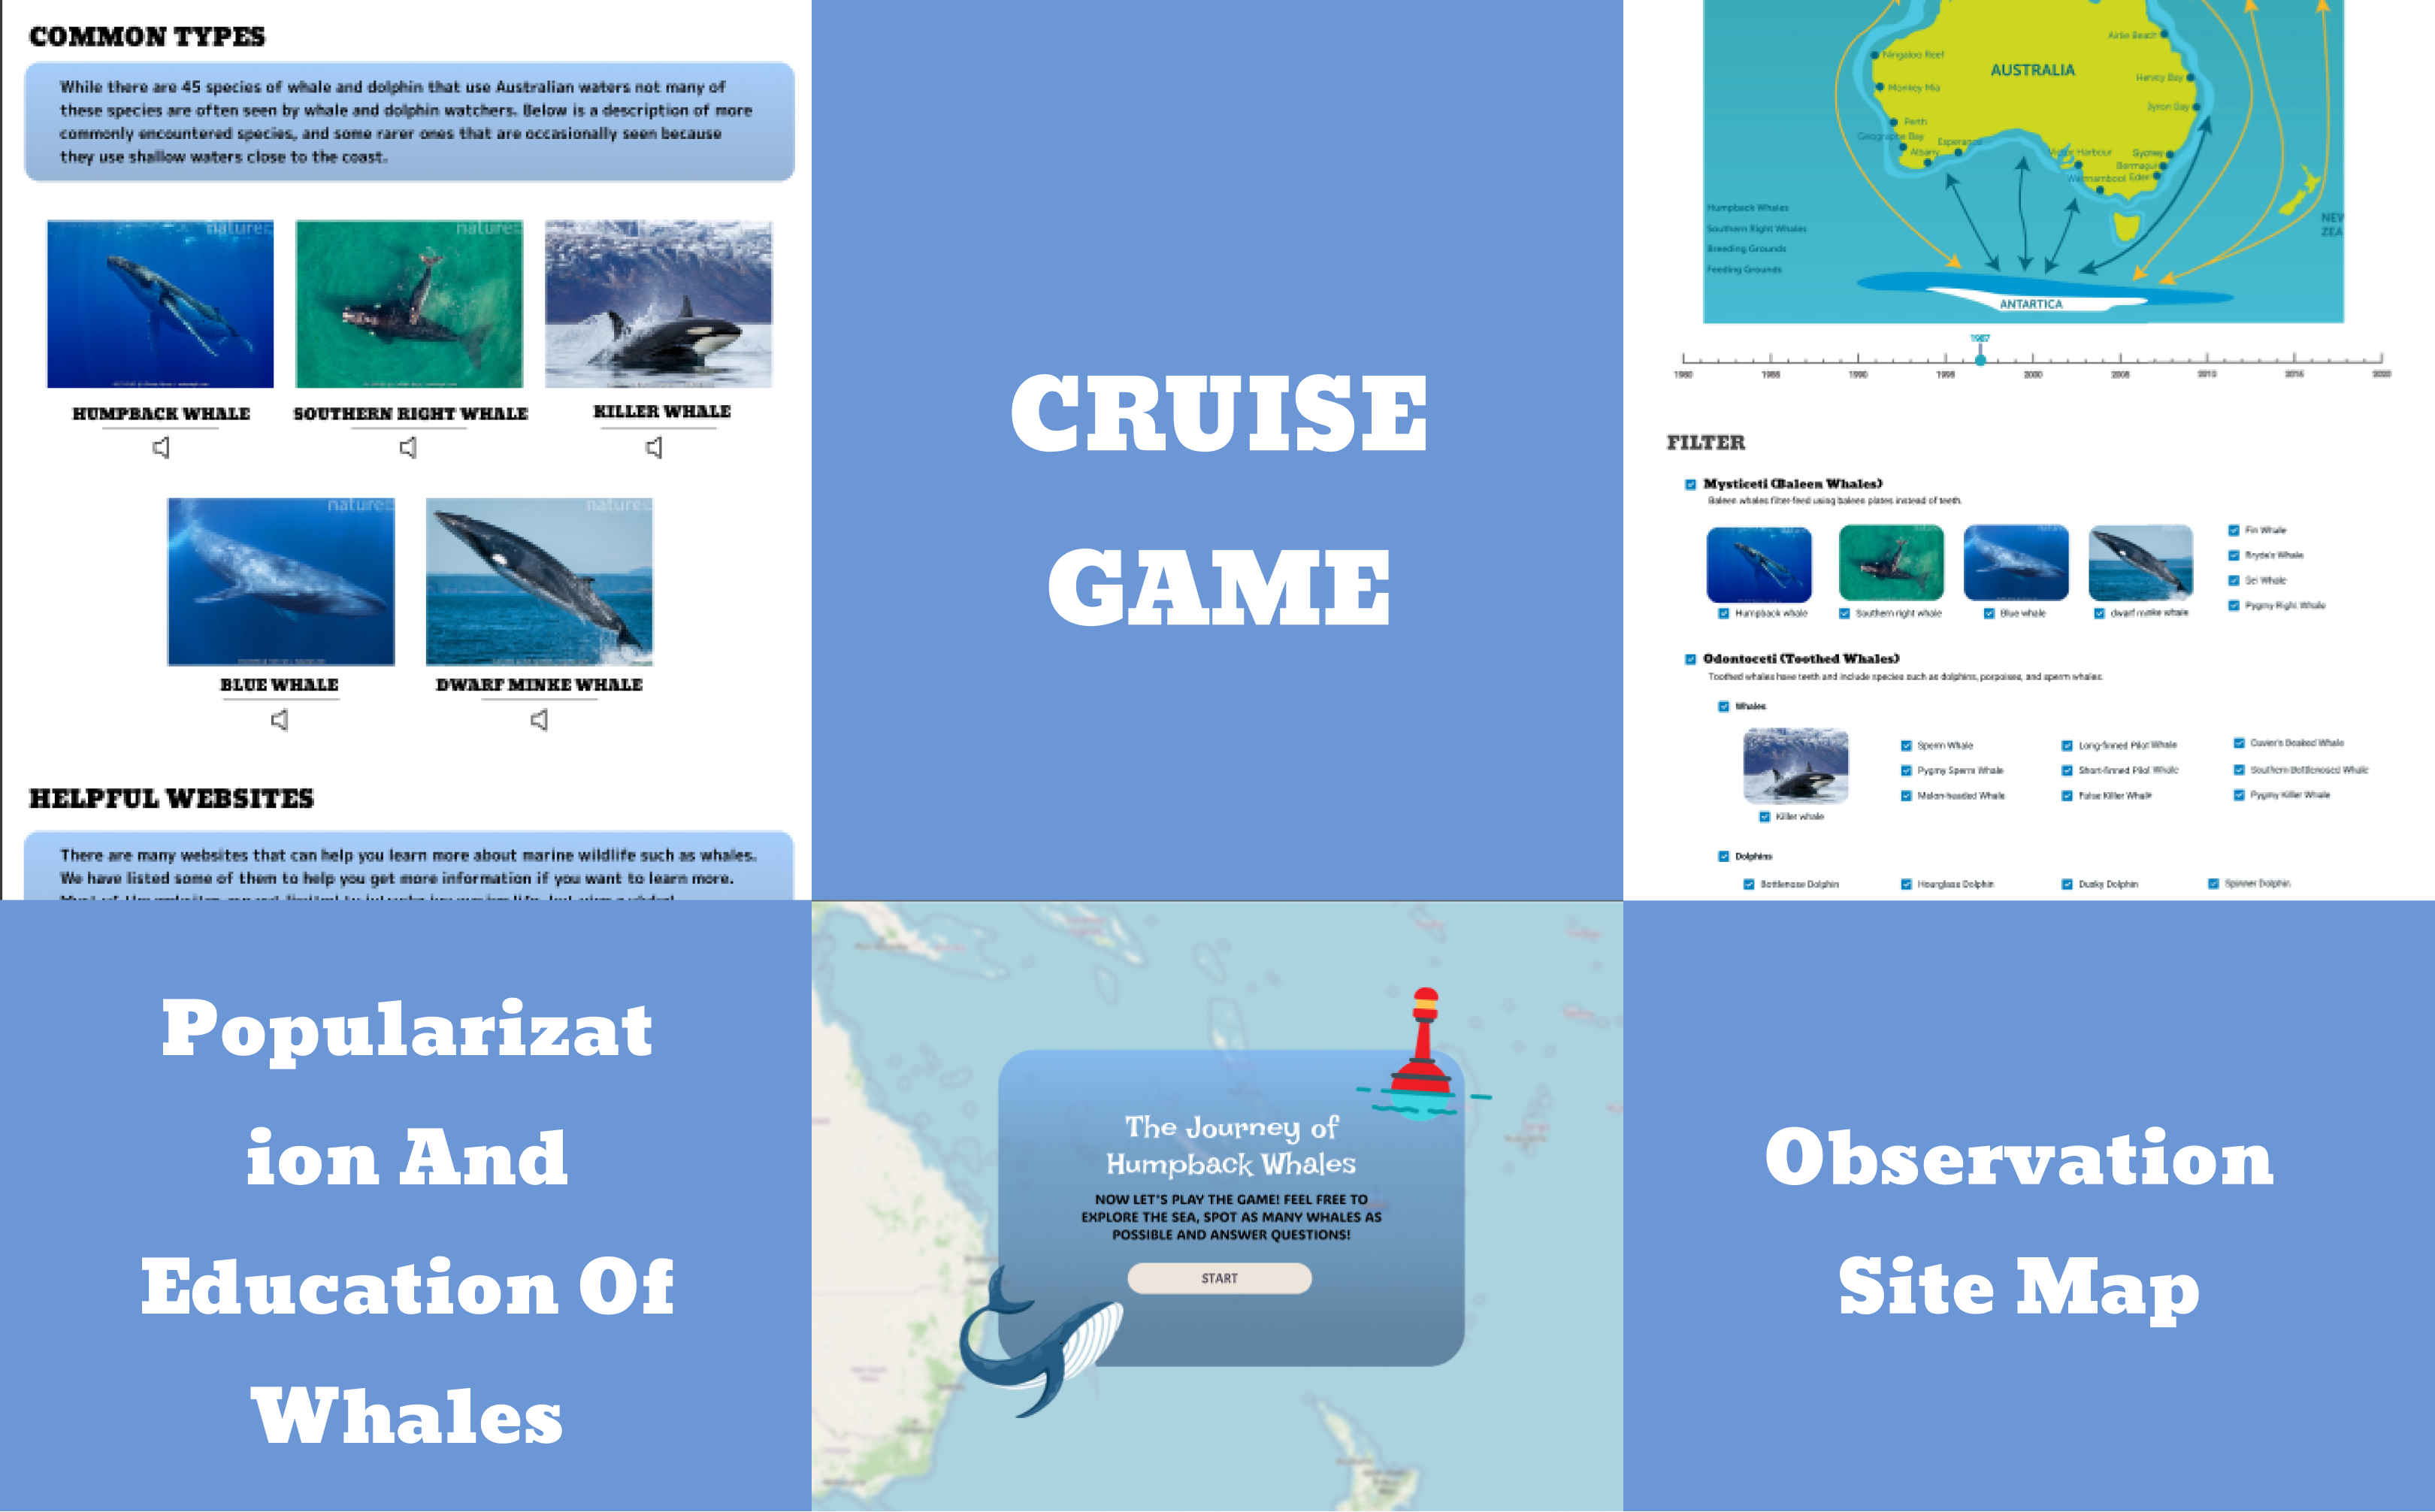 COMMON TYPES
While there are 45 species of whale and dolphin that use Australian waters not many of
these species are often seen by whale and dolphin watchers. Below is a description of more
commonly encountered species, and some rarer ones that are occasionally seen because
they use shallow waters close to the coast.
nature
nature
HUMPBACK WHALE
SOUTHERN RIGHT WHALE
KILLER WHALE
nature
nature
BLUE WHALE
DWARF MINKE WHALE
HELPFUL WEBSITES
There are many websites that can help you learn more about marine wildlife such as whales.
We have listed some of them to help you get more information if you want to learn more.
CRUISE
GAME
Airlie Beach
Ningaloo Reef
AUSTRALIA
Hervey Bay
Monkey Mia
Byron Bay
Perth
Geographe Bay
Esperance
Albany
Victor Harbour
Sydney
Bermagui
Warrnambool
Eden
Humpback Whales
Southern Right Whales
Breeding Grounds
Feeding Grounds
NEW
ZEA
ANTARTICA
1997
1980
1985
1990
1995
2000
2005
2010
2015
2020
FILTER
Mysticeti (Baleen Whales)
Baleen whales filter-feed using baleen plates instead of teeth.
Fin Whale
Bryde's Whale
Sei Whale
Pygmy Right Whale
Humpback whale
Southern right whale
Blue whale
dwarf minke whale
Odontoceti (Toothed Whales)
Toothed whales have teeth and include species such as dolphins, porpoises, and sperm whales.
Whales
Sperm Whale
Long-finned Pilot Whale
Cuvier's Beaked Whale
Pygmy Sperm Whale
Short-finned Pilot Whale
Southern Bottlenosed Whale
Melon-headed Whale
False Killer Whale
Pygmy Killer Whale
Killer whale
Dolphins
Bottlenose Dolphin
Hourglass Dolphin
Dusky Dolphin
Spinner Dolphin
Popularizat
ion And
Education Of
Whales
The Journey of
Humpback Whales
NOW LET'S PLAY THE GAME! FEEL FREE TO
EXPLORE THE SEA, SPOT AS MANY WHALES AS
POSSIBLE AND ANSWER QUESTIONS!
START
Observation
Site Map